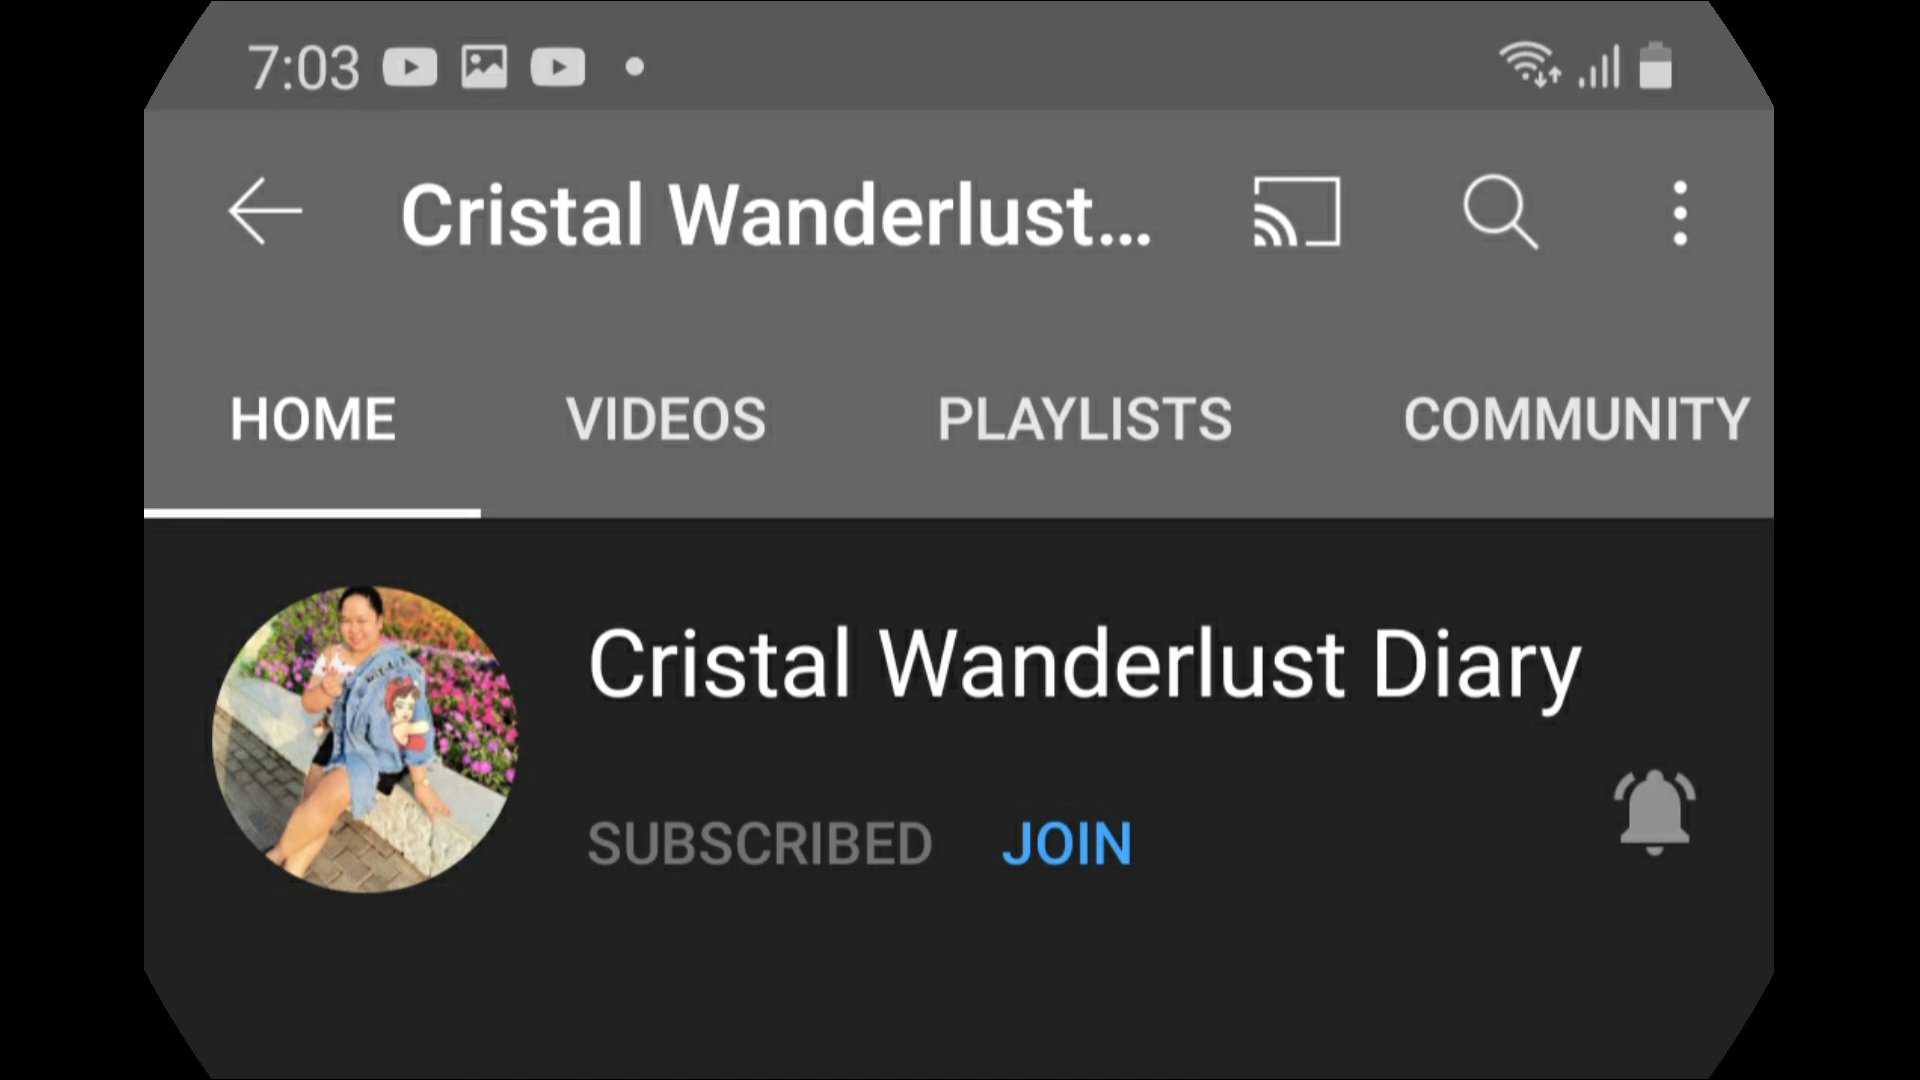 7:03
Cristal Wanderlust...
HOME VIDEOS PLAYLISTS COMMUNITY
Cristal Wanderlust Diary
SUBSCRIBED JOIN